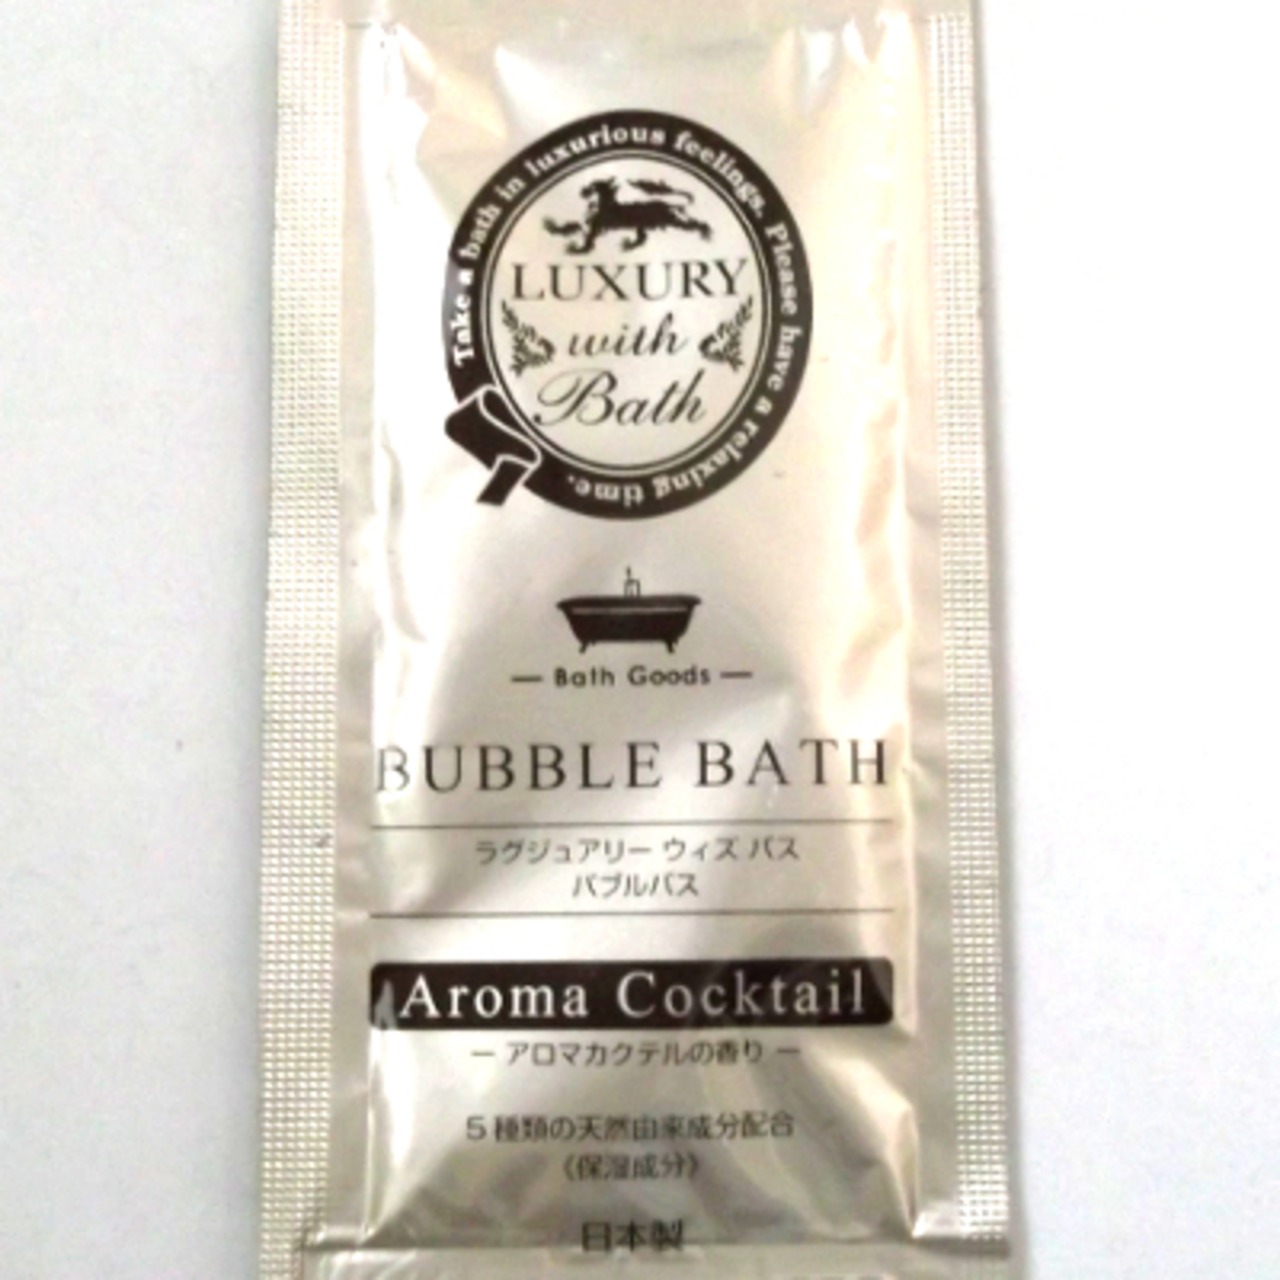 Take a bath in luxurious feelings. Please have a relaxing time.
LUXURY
with
Bath
Bath Goods
BUBBLE BATH
ラグジュアリー ウィズ バス
バブルバス
Aroma Cocktail
ー アロマカクテルの香り ー
5種類の天然由来成分配合
《保湿成分》
日本製